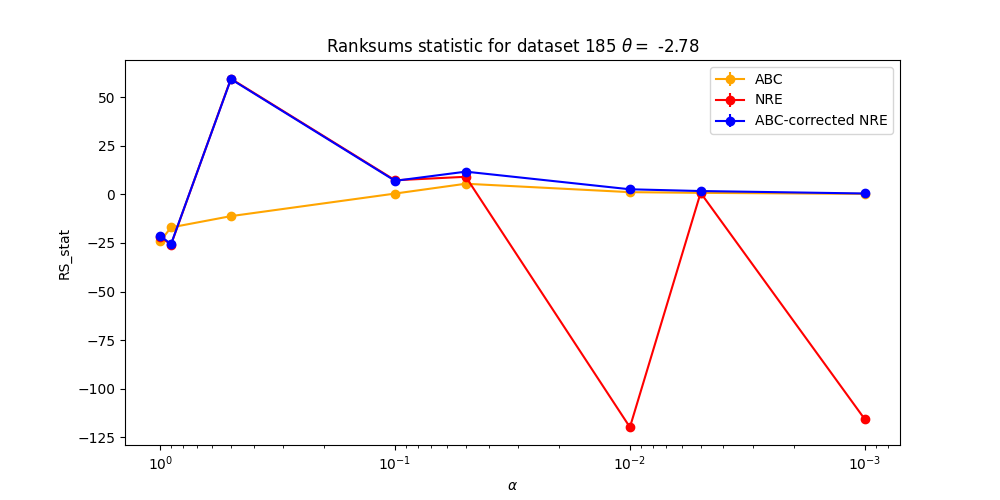 Ranksums statistic for dataset 185 θ = -2.78
ABC
NRE
ABC-corrected NRE
RS_stat
50
25
0
−25
−50
−75
−100
−125
10⁰
10⁻¹
10⁻²
10⁻³
α